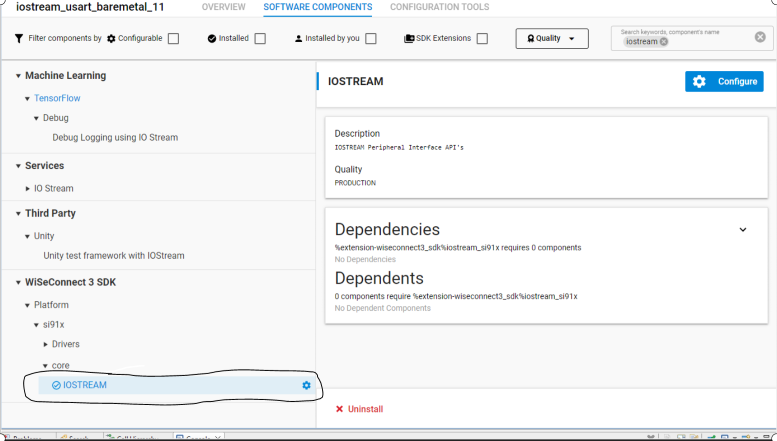 iostream_usart_baremetal_11 OVERVIEW SOFTWARE COMPONENTS CONFIGURATION TOOLS
Filter components by Configurable Installed Installed by you SDK Extensions Quality Search keywords, component's name
iostream
Machine Learning
TensorFlow
Debug
Debug Logging using IO Stream
Services
IO Stream
Third Party
Unity
Unity test framework with IOStream
WiSeConnect 3 SDK
Platform
si91x
Drivers
core
IOSTREAM
IOSTREAM
Configure
Description
IOSTREAM Peripheral Interface API's
Quality
PRODUCTION
Dependencies
%extension-wiseconnect3_sdk%iostream_si91x requires 0 components
No Dependencies
Dependents
0 components require %extension-wiseconnect3_sdk%iostream_si91x
No Dependent Components
Uninstall